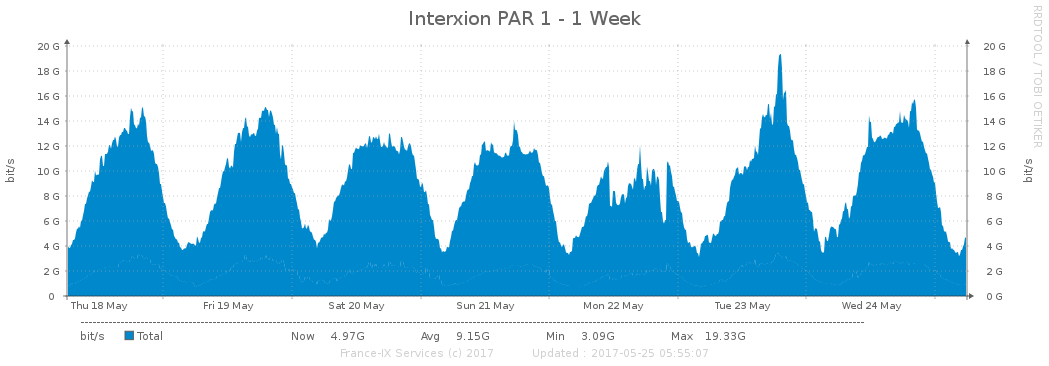 Interxion PAR 1 - 1 Week
RRDTOOL / TOBI OETIKER
20 G 20 G
18 G 18 G
16 G 16 G
14 G 14 G
12 G 12 G
10 G 10 G
8 G 8 G
6 G 6 G
4 G 4 G
2 G 2 G
0 0 G
bit/s bit/s
Thu 18 May Fri 19 May Sat 20 May Sun 21 May Mon 22 May Tue 23 May Wed 24 May
bit/s Total Now 4.97G Avg 9.15G Min 3.09G Max 19.33G
France-IX Services (c) 2017 Updated : 2017-05-25 05:55:07